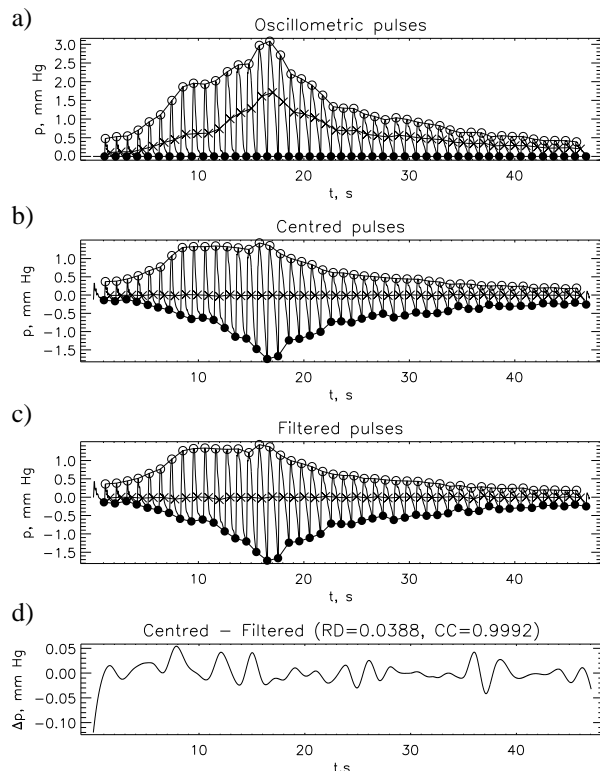 a)
Oscillometric pulses
3.0
2.5
2.0
1.5
1.0
0.5
0.0
p, mm Hg
10 20 30 40
t, s
b)
Centred pulses
1.0
0.5
0.0
−0.5
−1.0
−1.5
p, mm Hg
10 20 30 40
t, s
c)
Filtered pulses
1.0
0.5
0.0
−0.5
−1.0
−1.5
p, mm Hg
10 20 30 40
t, s
d)
Centred − Filtered (RD=0.0388, CC=0.9992)
0.05
0.00
−0.05
−0.10
Δp, mm Hg
10 20 30 40
t,s